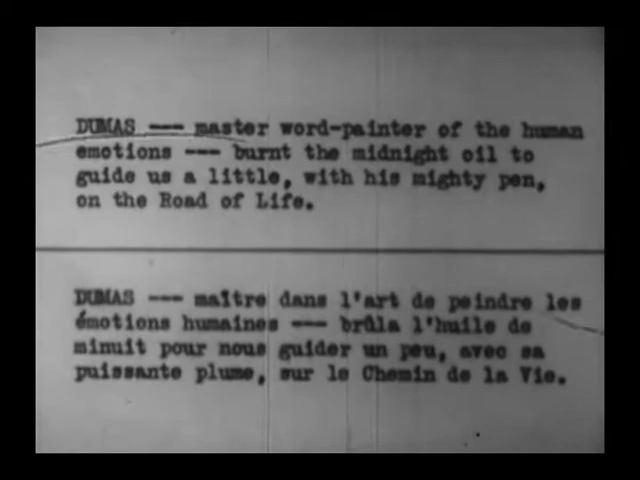 DUMAS --- master word-painter of the human
emotions --- burnt the midnight oil to
guide us a little, with his mighty pen,
on the Road of Life.
DUMAS --- maître dans l'art de peindre les
émotions humaines --- brûla l'huile de
minuit pour nous guider un peu, avec sa
puissante plume, sur le Chemin de la Vie.